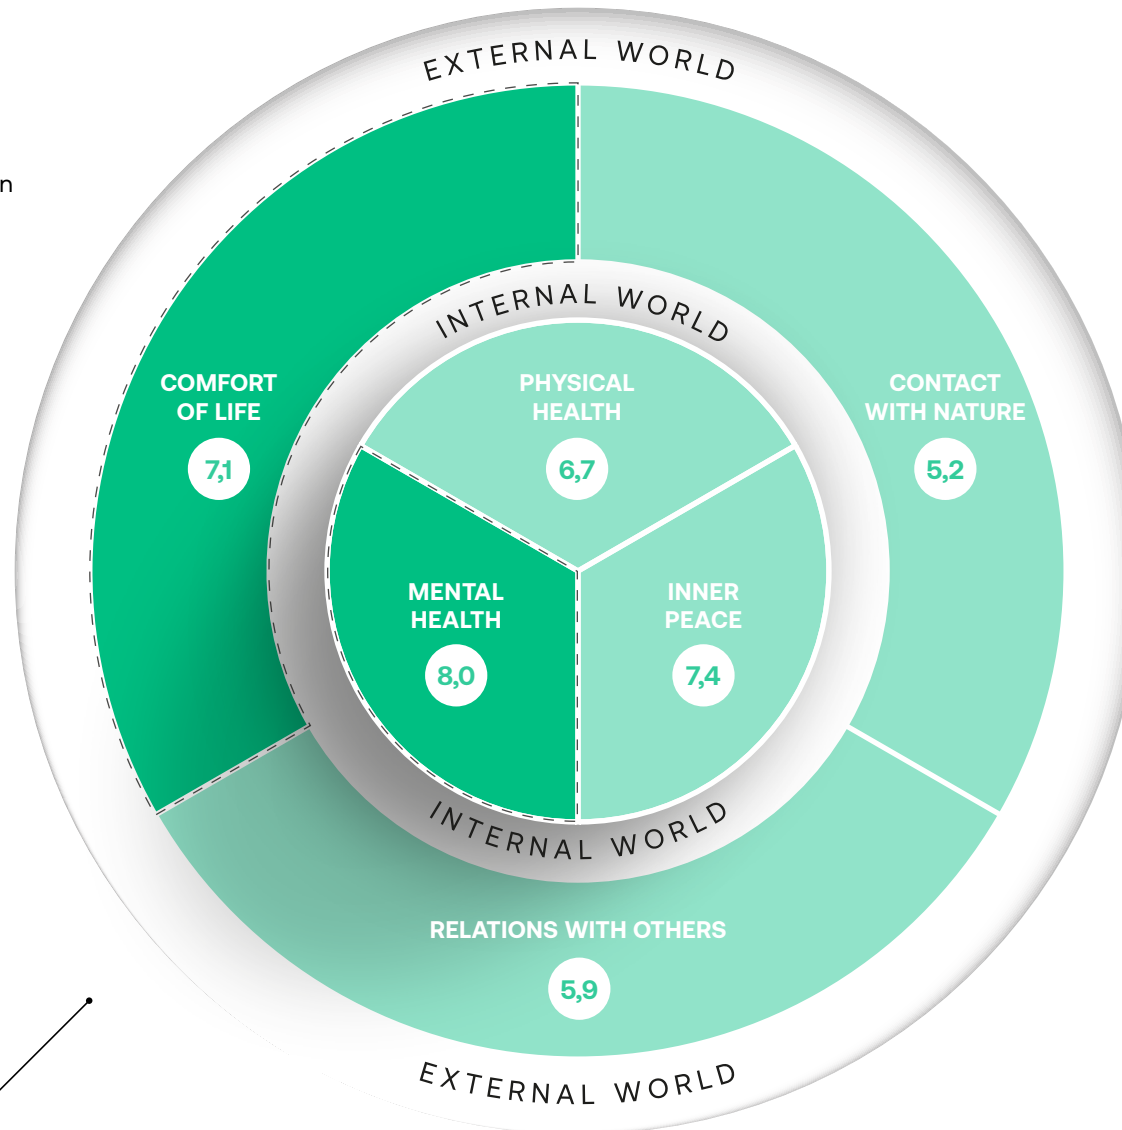 EXTERNAL WORLD
n
INTERNAL WORLD
COMFORT
OF LIFE
7,1
PHYSICAL
HEALTH
6,7
CONTACT
WITH NATURE
5,2
MENTAL
HEALTH
8,0
INNER
PEACE
7,4
INTERNAL WORLD
RELATIONS WITH OTHERS
5,9
EXTERNAL WORLD